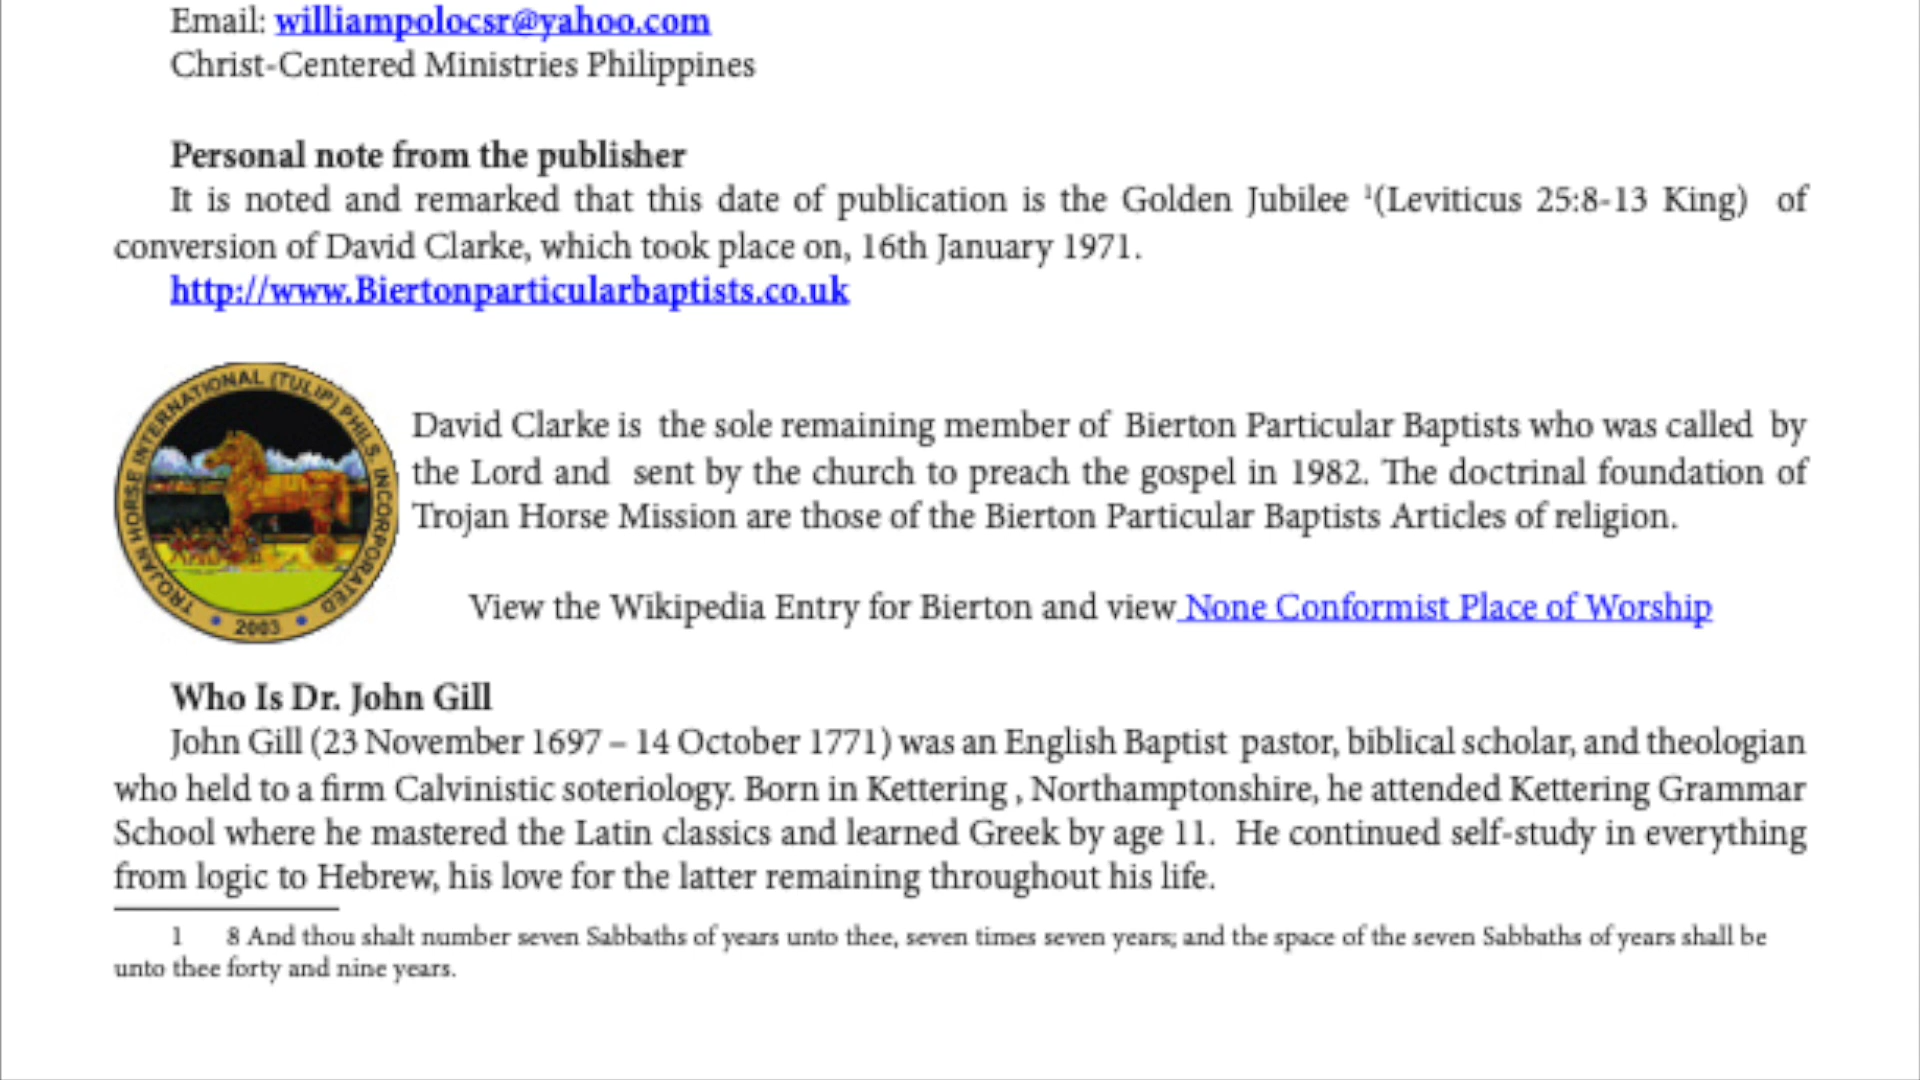 Email: williampolocsr@yahoo.com
Christ-Centered Ministries Philippines
Personal note from the publisher
It is noted and remarked that this date of publication is the Golden Jubilee ¹(Leviticus 25:8-13 King) of
conversion of David Clarke, which took place on, 16th January 1971.
http://www.Biertonparticularbaptists.co.uk
TROJAN HORSE INTERNATIONAL (TULIP) PHILS. INCORPORATED
2003
David Clarke is the sole remaining member of Bierton Particular Baptists who was called by
the Lord and sent by the church to preach the gospel in 1982. The doctrinal foundation of
Trojan Horse Mission are those of the Bierton Particular Baptists Articles of religion.
View the Wikipedia Entry for Bierton and view None Conformist Place of Worship
Who Is Dr. John Gill
John Gill (23 November 1697 – 14 October 1771) was an English Baptist pastor, biblical scholar, and theologian
who held to a firm Calvinistic soteriology. Born in Kettering , Northamptonshire, he attended Kettering Grammar
School where he mastered the Latin classics and learned Greek by age 11. He continued self-study in everything
from logic to Hebrew, his love for the latter remaining throughout his life.
1 8 And thou shalt number seven Sabbaths of years unto thee, seven times seven years; and the space of the seven Sabbaths of years shall be
unto thee forty and nine years.